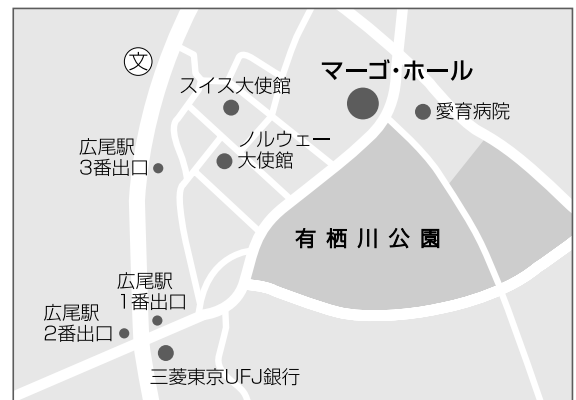 文
マーゴ・ホール
スイス大使館
愛育病院
ノルウェー
大使館
広尾駅
3番出口
有栖川公園
広尾駅
1番出口
広尾駅
2番出口
三菱東京UFJ銀行